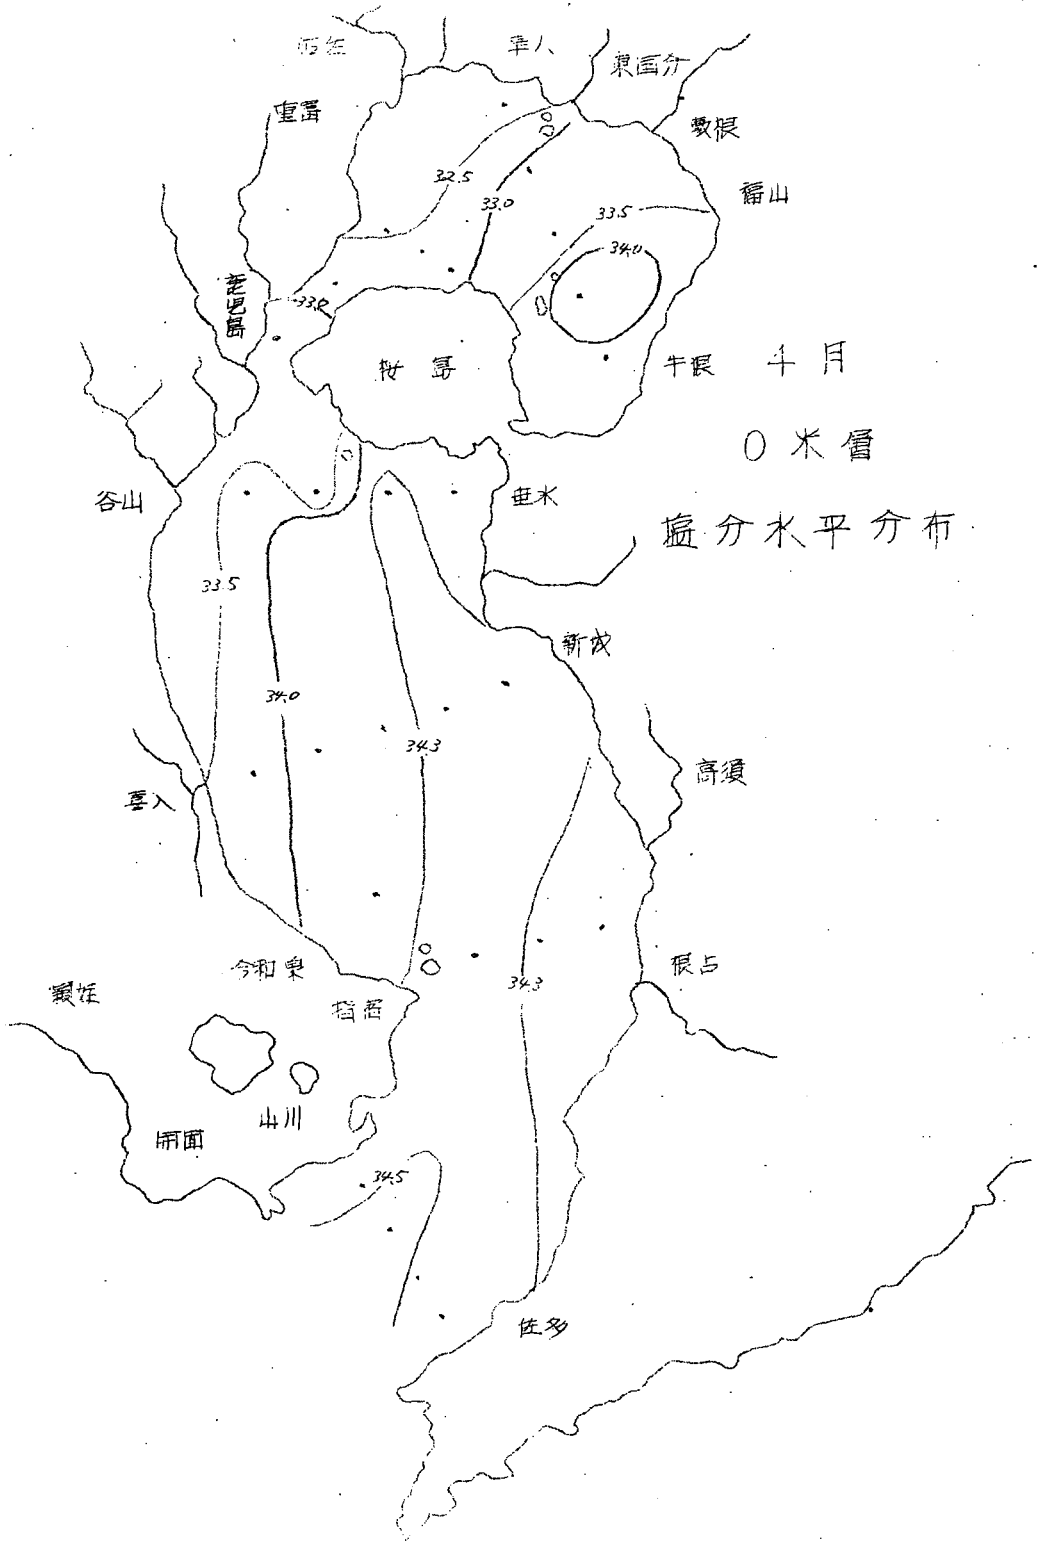 隼人
東国分
重富
敷根
32.5
33.0
33.5
福山
34.0
鹿児島
33.0
桜島
牛根
0米層
谷山
垂水
塩分水平分布
33.5
新城
34.0
34.3
高須
喜入
今和泉
根占
34.3
頴娃
指宿
山川
開聞
34.5
佐多